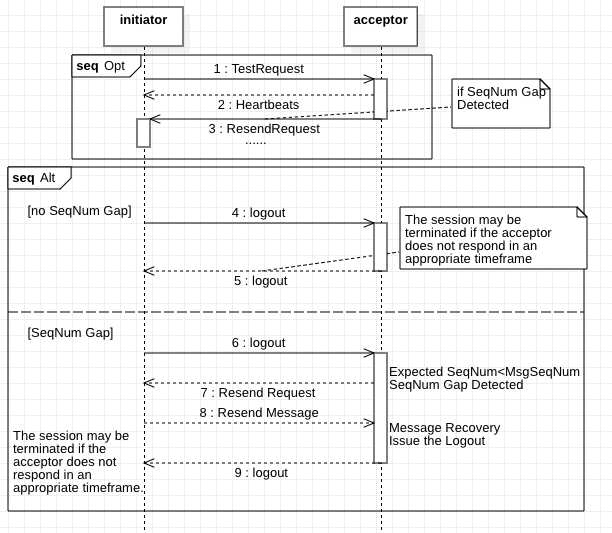 initiator
acceptor
seq Opt
1 : TestRequest
2 : Heartbeats
if SeqNum Gap
Detected
3 : ResendRequest
......
seq Alt
[no SeqNum Gap]
4 : logout
The session may be
terminated if the acceptor
does not respond in an
appropriate timeframe
5 : logout
[SeqNum Gap]
6 : logout
Expected SeqNum<MsgSeqNum
SeqNum Gap Detected
7 : Resend Request
8 : Resend Message
Message Recovery
Issue the Logout
The session may be
terminated if the
acceptor does not
respond in an
appropriate timeframe.
9 : logout